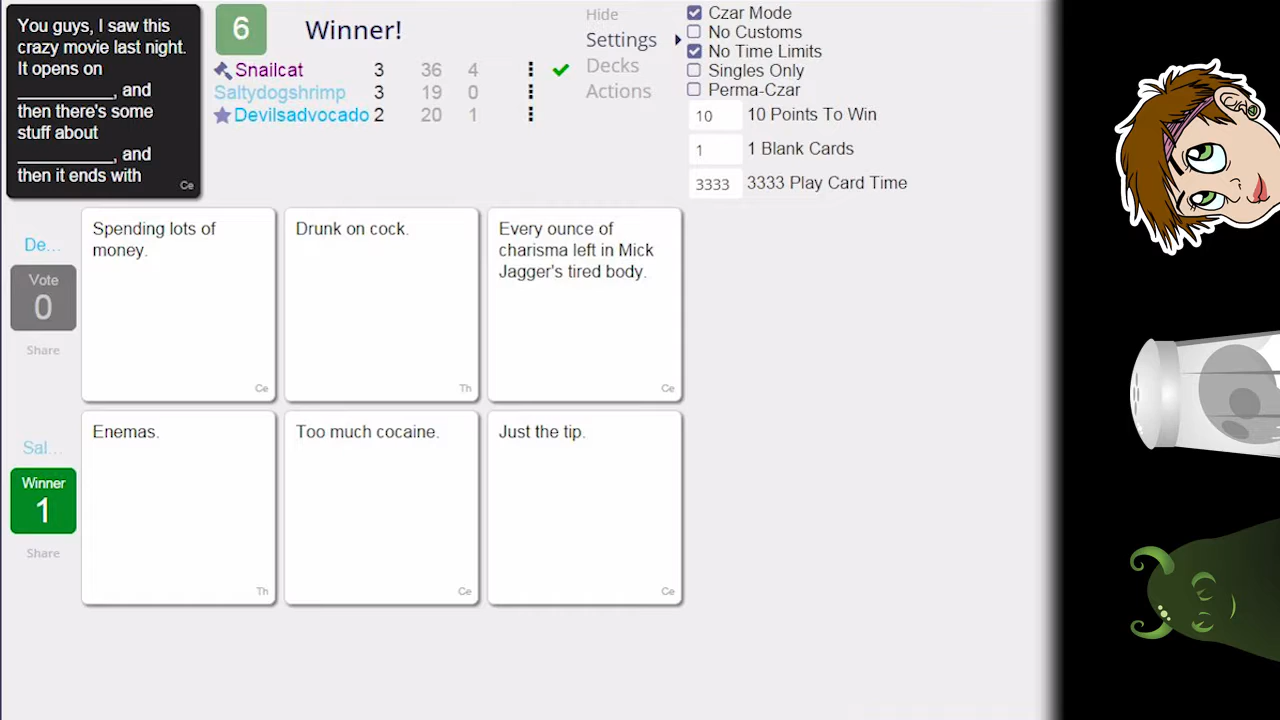 You guys, I saw this
crazy movie last night.
It opens on
__________, and
then there's some
stuff about
__________, and
then it ends with
Ce
6
Winner!
Snailcat 3 36 4
Saltydogshrimp 3 19 0
Devilsadvocado 2 20 1
Hide
Settings
Decks
Actions
Czar Mode
No Customs
No Time Limits
Singles Only
Perma-Czar
10 10 Points To Win
1 1 Blank Cards
3333 3333 Play Card Time
De...
Vote
0
Share
Spending lots of
money.
Ce
Drunk on cock.
Th
Every ounce of
charisma left in Mick
Jagger's tired body.
Ce
Sal...
Winner
1
Share
Enemas.
Th
Too much cocaine.
Ce
Just the tip.
Ce